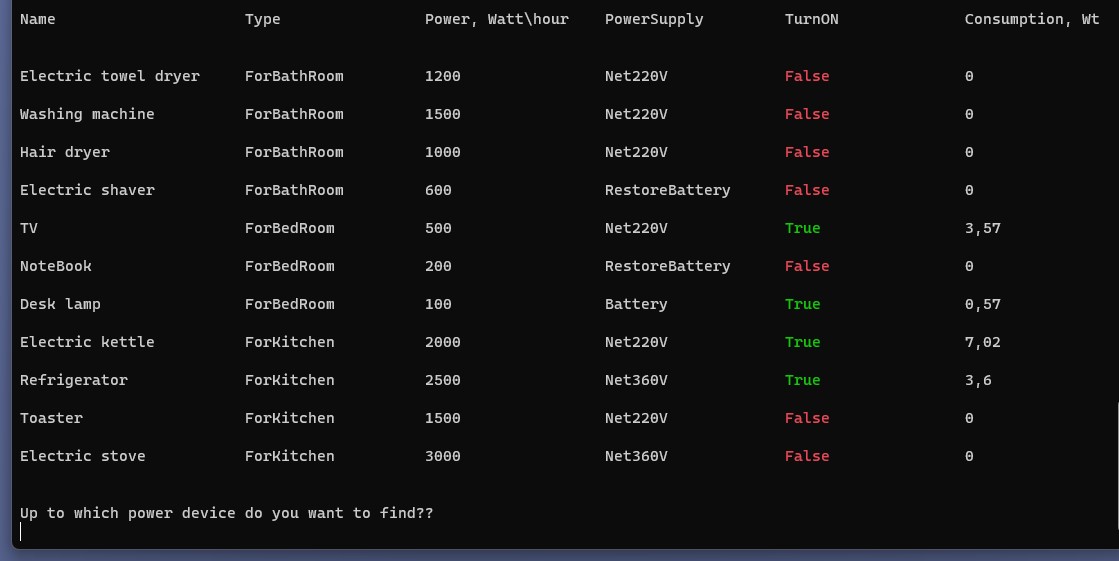 Name Type Power, Watt\hour PowerSupply TurnON Consumption, Wt
Electric towel dryer ForBathRoom 1200 Net220V False 0
Washing machine ForBathRoom 1500 Net220V False 0
Hair dryer ForBathRoom 1000 Net220V False 0
Electric shaver ForBathRoom 600 RestoreBattery False 0
TV ForBedRoom 500 Net220V True 3,57
NoteBook ForBedRoom 200 RestoreBattery False 0
Desk lamp ForBedRoom 100 Battery True 0,57
Electric kettle ForKitchen 2000 Net220V True 7,02
Refrigerator ForKitchen 2500 Net360V True 3,6
Toaster ForKitchen 1500 Net220V False 0
Electric stove ForKitchen 3000 Net360V False 0
Up to which power device do you want to find??